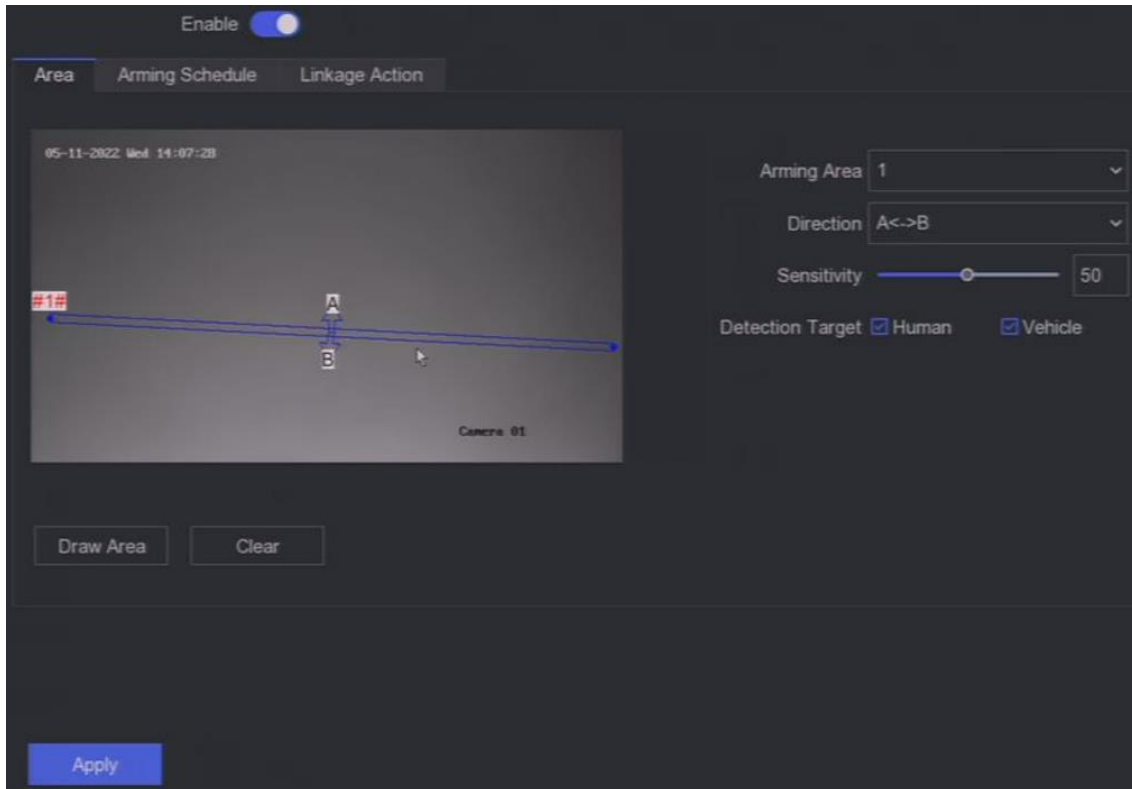 Enable
Area Arming Schedule Linkage Action
05-11-2022 Wed 14:07:28
Arming Area 1
Direction A<->B
Sensitivity 50
#1#
A
B
Detection Target Human Vehicle
Camera 01
Draw Area Clear
Apply